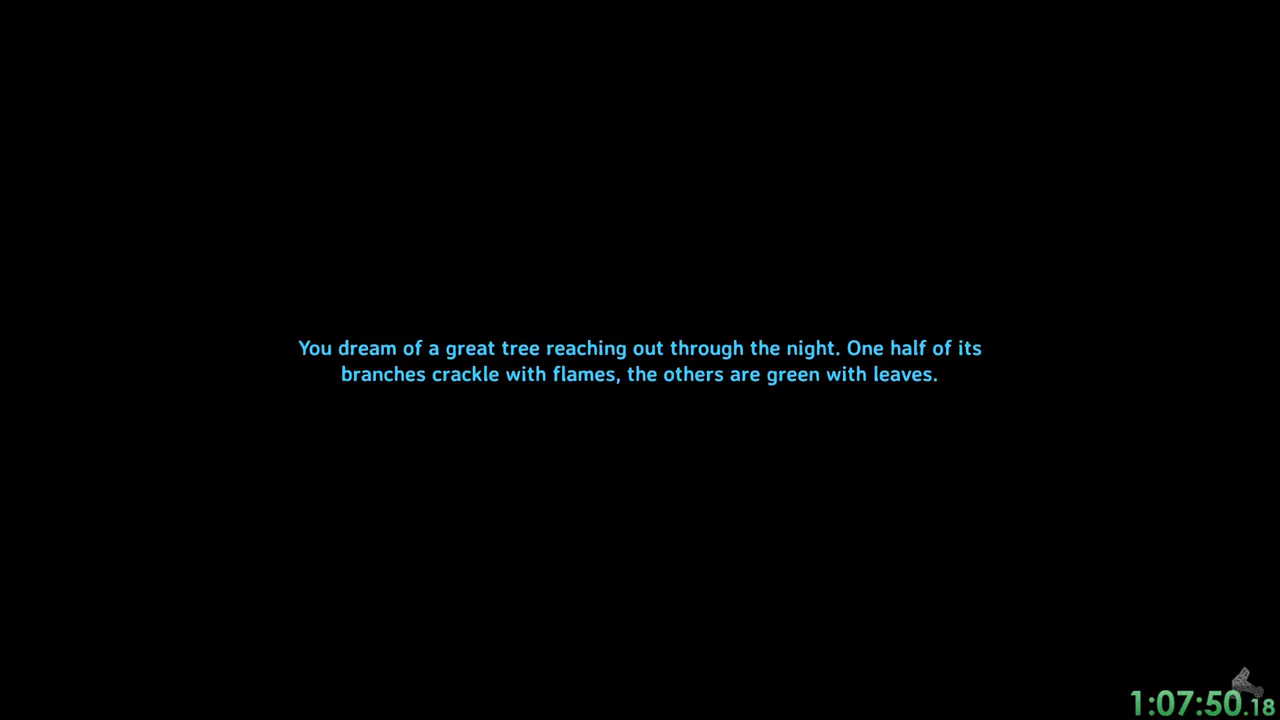 You dream of a great tree reaching out through the night. One half of its
branches crackle with flames, the others are green with leaves.
1:07:50.18